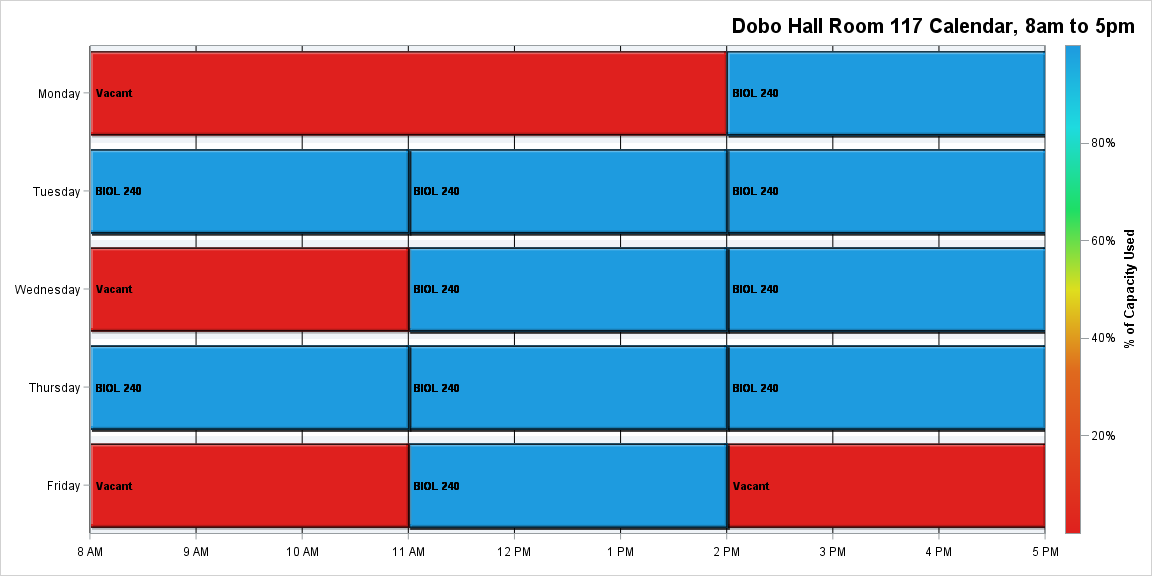 Dobo Hall Room 117 Calendar, 8am to 5pm
Monday
Vacant
BIOL 240
80%
Tuesday
BIOL 240
BIOL 240
BIOL 240
60%
% of Capacity Used
Wednesday
Vacant
BIOL 240
BIOL 240
40%
Thursday
BIOL 240
BIOL 240
BIOL 240
20%
Friday
Vacant
BIOL 240
Vacant
8 AM
9 AM
10 AM
11 AM
12 PM
1 PM
2 PM
3 PM
4 PM
5 PM